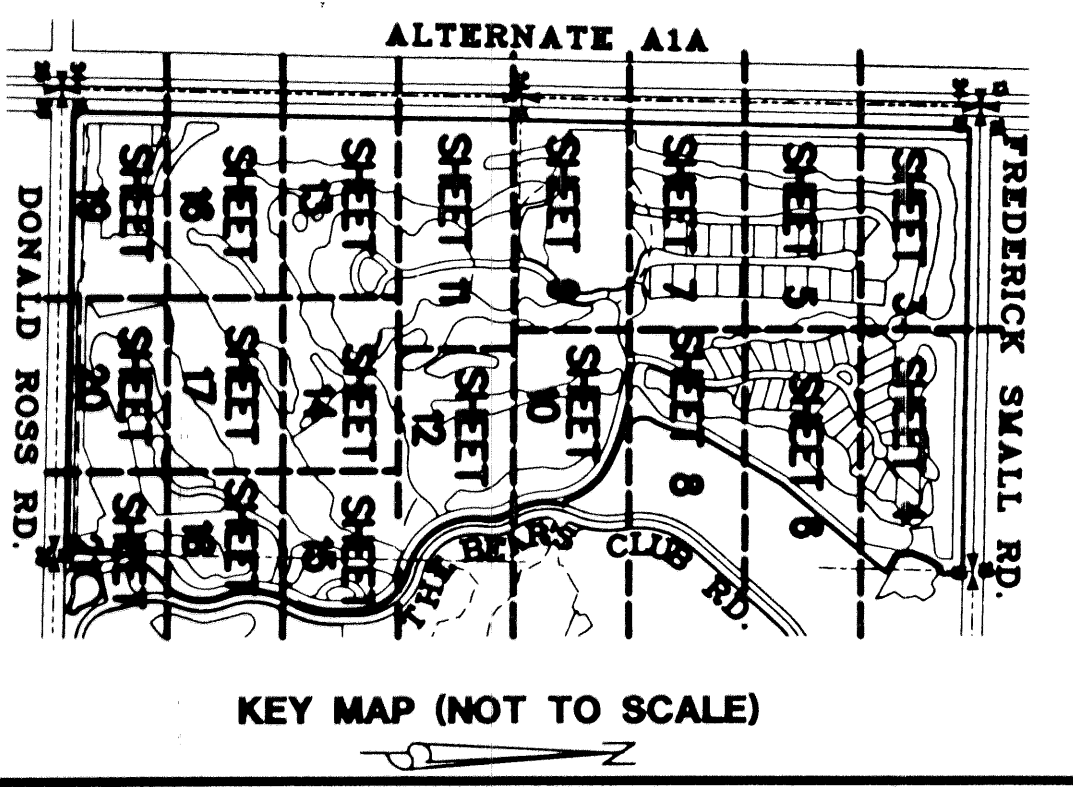 ALTERNATE A1A
DONALD ROSS RD.
FREDERICK SMALL RD.
SHEET 19
SHEET 16
SHEET 13
SHEET 11
SHEET 9
SHEET 7
SHEET 5
SHEET 3
SHEET 20
SHEET 17
SHEET 14
SHEET 12
SHEET 10
SHEET 8
SHEET 6
SHEET 4
SHEET 21
SHEET 18
SHEET 15
THE BEAR'S CLUB RD.
KEY MAP (NOT TO SCALE)
N